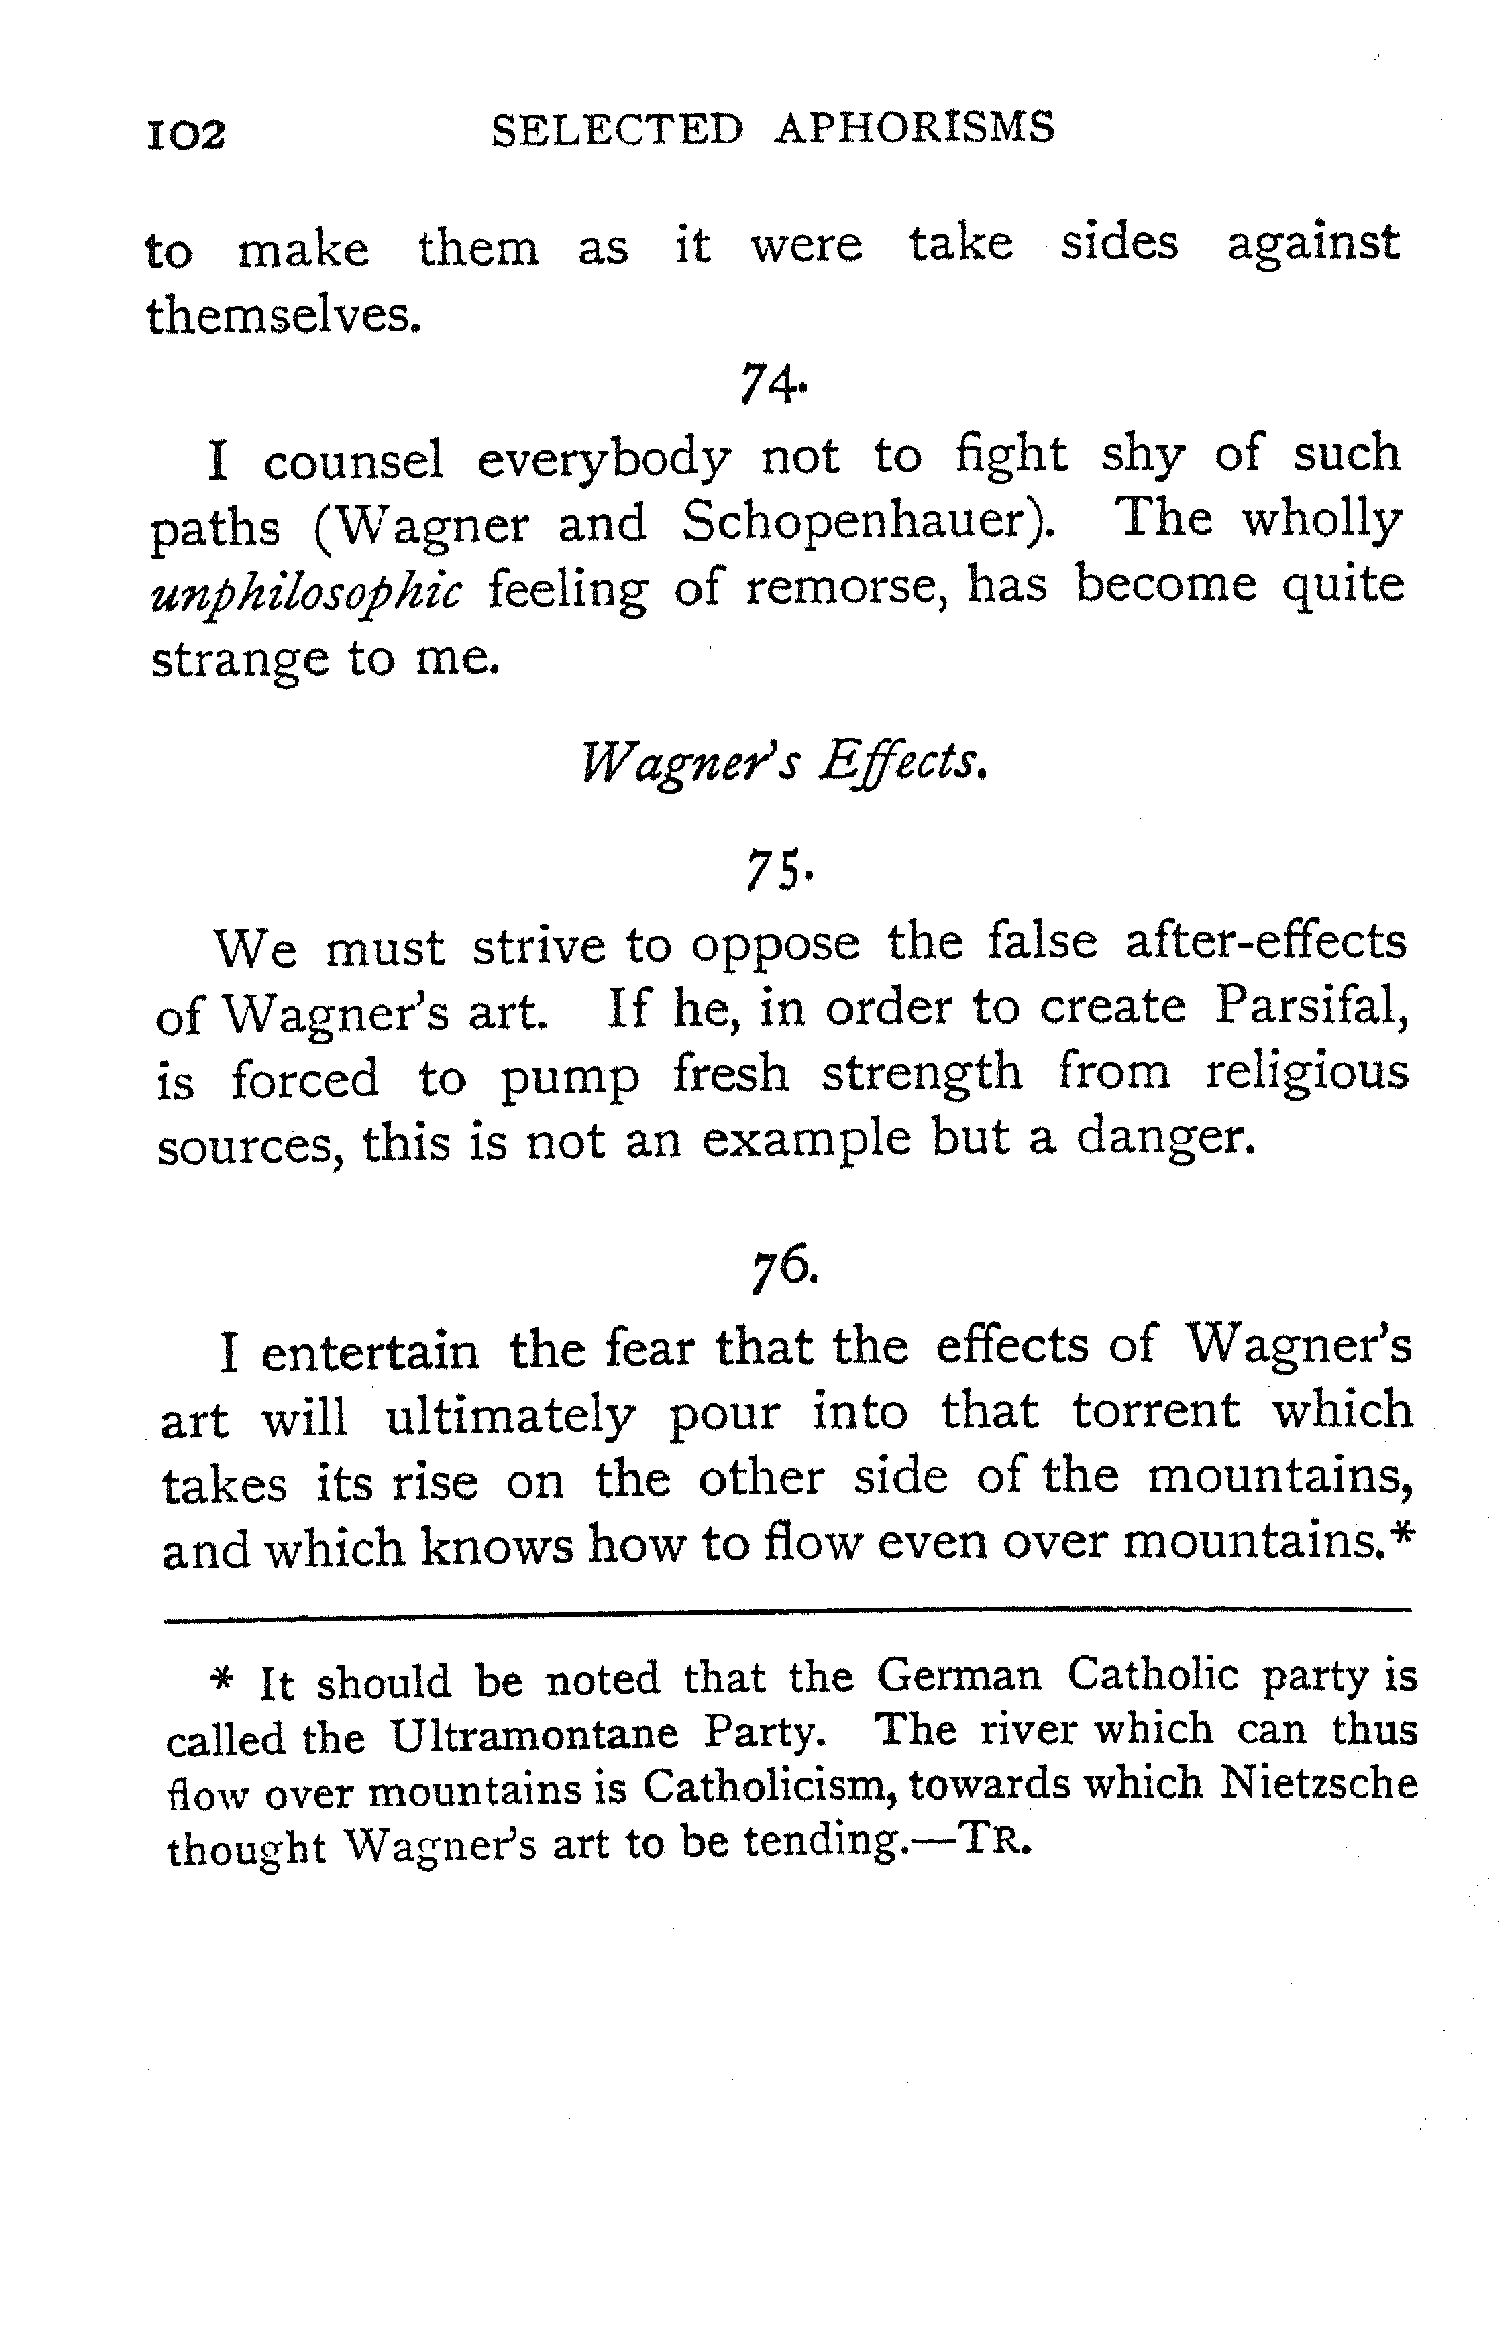 102 SELECTED APHORISMS
to make them as it were take sides against
themselves.
74.
I counsel everybody not to fight shy of such
paths (Wagner and Schopenhauer). The wholly
unphilosophic feeling of remorse, has become quite
strange to me.
Wagner's Effects.
75.
We must strive to oppose the false after-effects
of Wagner's art. If he, in order to create Parsifal,
is forced to pump fresh strength from religious
sources, this is not an example but a danger.
76.
I entertain the fear that the effects of Wagner's
art will ultimately pour into that torrent which
takes its rise on the other side of the mountains,
and which knows how to flow even over mountains.*
* It should be noted that the German Catholic party is
called the Ultramontane Party. The river which can thus
flow over mountains is Catholicism, towards which Nietzsche
thought Wagner's art to be tending.—TR.